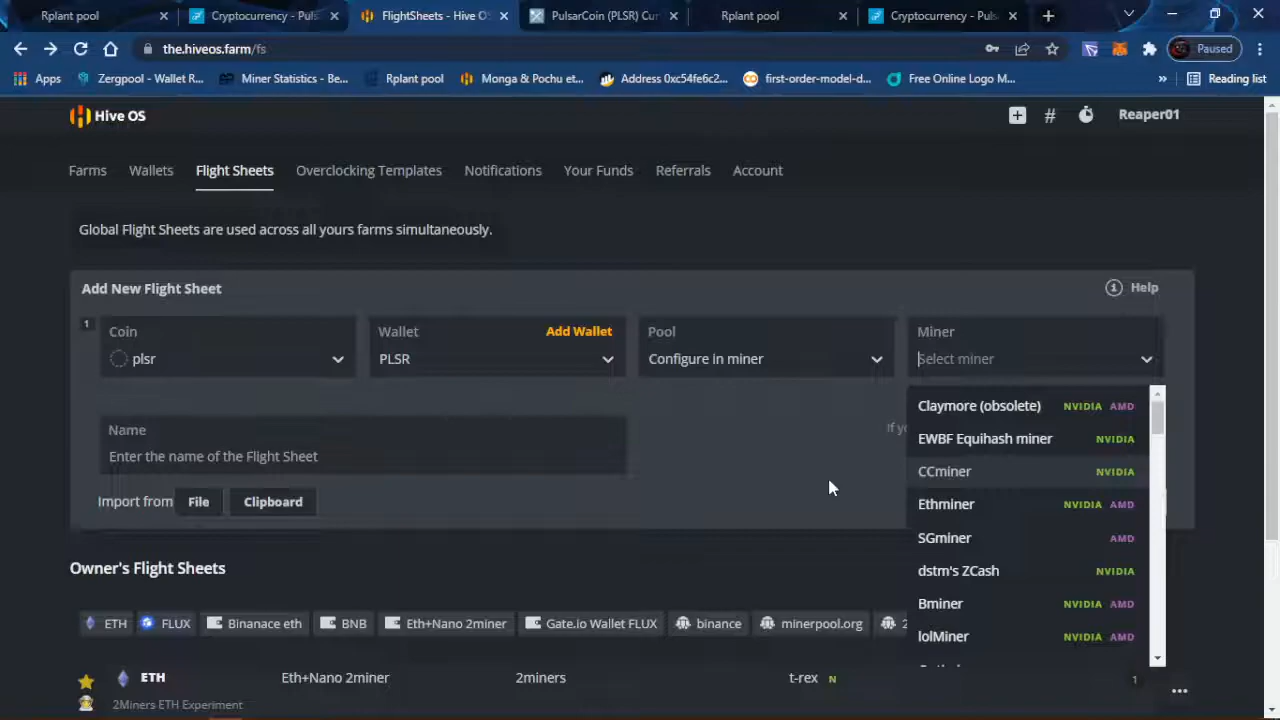 Rplant pool
Cryptocurrency - Puls
FlightSheets - Hive OS
PulsarCoin (PLSR) Cur
Rplant pool
Cryptocurrency - Puls
the.hiveos.farm/fs
Paused
Apps
Zergpool - Wallet R...
Miner Statistics - Be...
Rplant pool
Monga & Pochu et...
Address 0xc54fe6c2...
first-order-model-d...
Free Online Logo M...
»
Reading list
Hive OS
#
Reaper01
Farms
Wallets
Flight Sheets
Overclocking Templates
Notifications
Your Funds
Referrals
Account
Global Flight Sheets are used across all yours farms simultaneously.
Add New Flight Sheet
Help
1
Coin
plsr
Wallet
Add Wallet
PLSR
Pool
Configure in miner
Miner
Select miner
Claymore (obsolete) NVIDIA AMD
EWBF Equihash miner NVIDIA
CCminer NVIDIA
Ethminer NVIDIA AMD
SGminer AMD
dstm's ZCash NVIDIA
Bminer NVIDIA AMD
lolMiner NVIDIA AMD
Name
If yo
Enter the name of the Flight Sheet
Import from File Clipboard
Owner's Flight Sheets
ETH
FLUX
Binanace eth
BNB
Eth+Nano 2miner
Gate.io Wallet FLUX
binance
minerpool.org
2
ETH
Eth+Nano 2miner
2miners
t-rex N
1
2Miners ETH Experiment